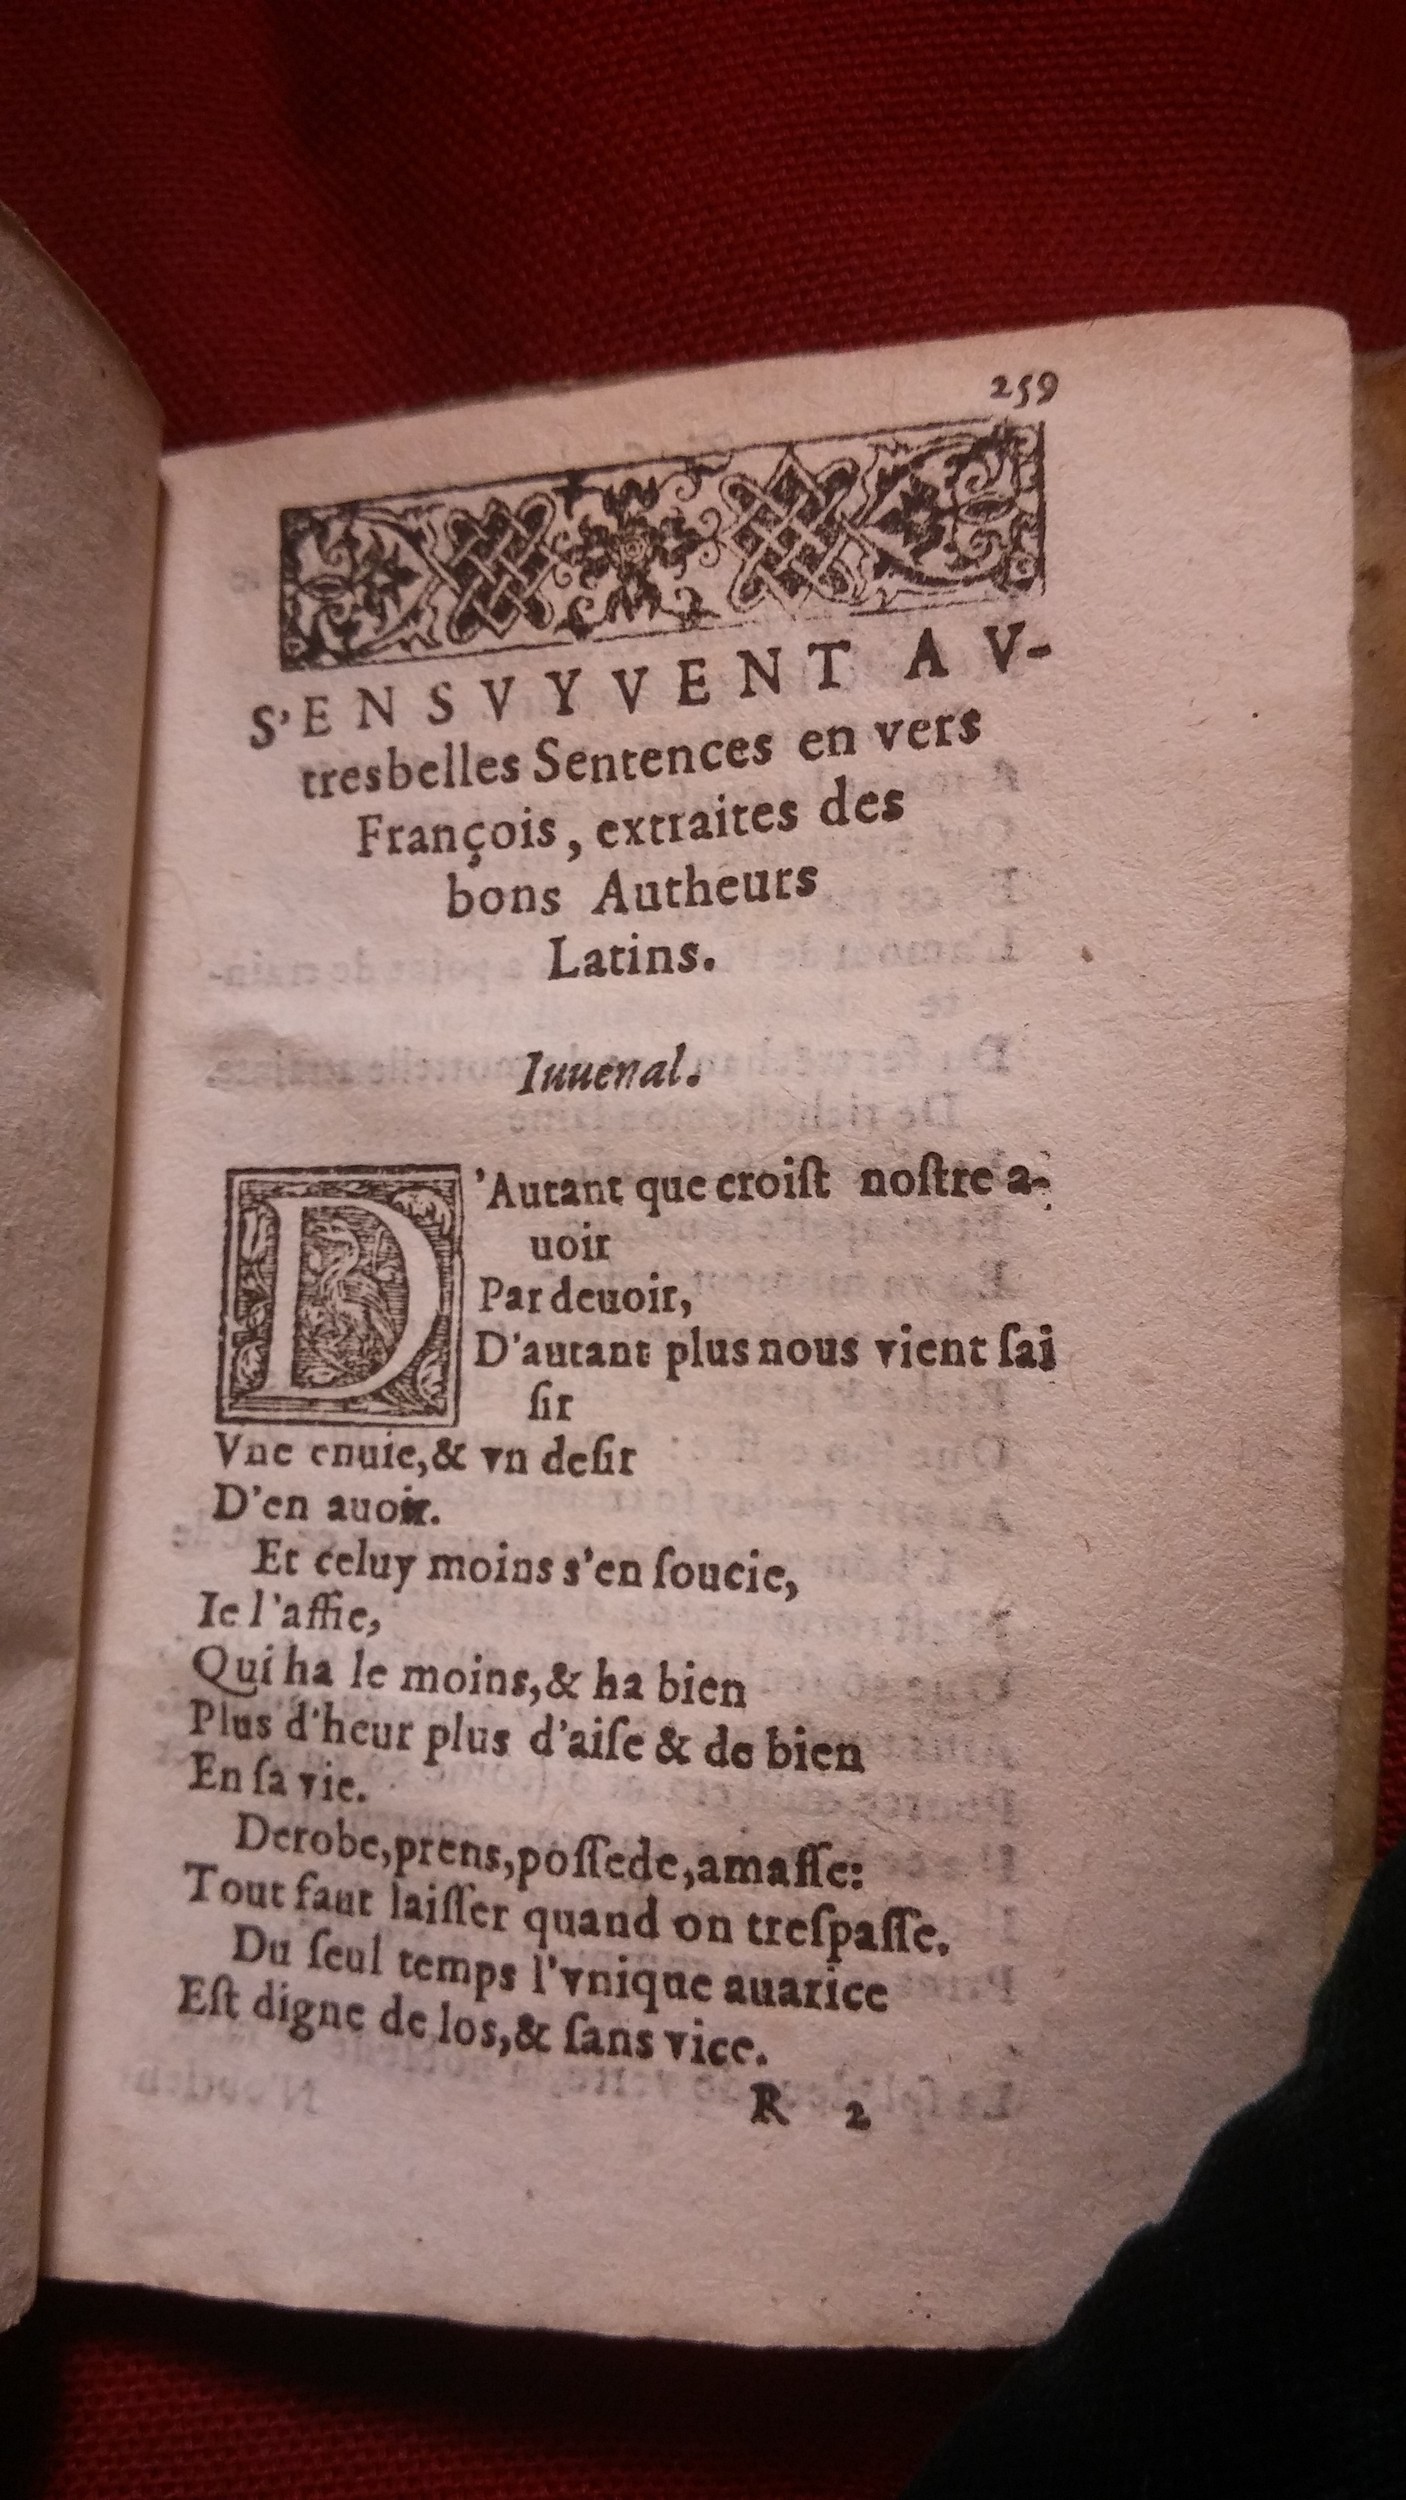 259
S'ENSVYVENT AV-
tresbelles Sentences en vers
François, extraites des
bons Autheurs
Latins.
Iuuenal.
D'Autant que croiſt noſtre a-
uoir
Par deuoir,
D'autant plus nous vient ſai
ſir
Vne enuie, & vn deſir
D'en auoir.
Et celuy moins s'en ſoucie,
Ie l'affie,
Qui ha le moins, & ha bien
Plus d'heur plus d'aiſe & de bien
En ſa vie.
Derobe, prens, poſſede, amaſſe:
Tout faut laiſſer quand on treſpaſſe.
Du ſeul temps l'vnique auarice
Eſt digne de los, & ſans vice.
R 2